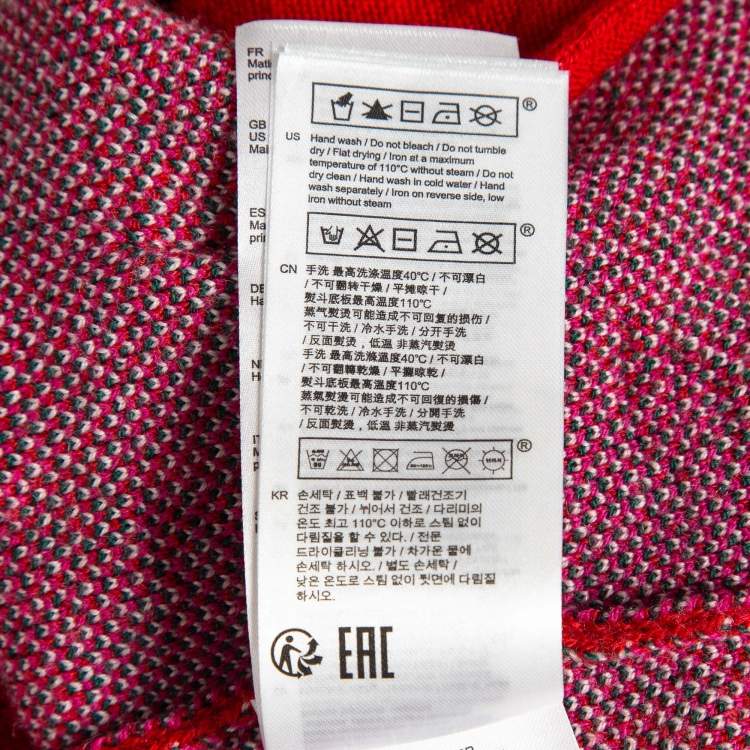 FR
Mati
princ
GB
US
Mai
ES
Mat
prin
DE
Ha
IT
®
US Hand wash / Do not bleach / Do not tumble
dry / Flat drying / Iron at a maximum
temperature of 110°C without steam / Do not
dry clean / Hand wash in cold water / Hand
wash separately / Iron on reverse side, low
iron without steam
®
CN 手洗 最高洗涤温度40℃ / 不可漂白
/ 不可翻转干燥 / 平摊晾干 /
熨斗底板最高温度110℃
蒸气熨烫可能造成不可回复的损伤 /
不可干洗 / 冷水手洗 / 分开手洗
/ 反面熨烫，低温 非蒸汽熨烫
手洗 最高洗滌溫度40℃ / 不可漂白
/ 不可翻轉乾燥 / 平攤晾乾 /
熨斗底板最高溫度110℃
蒸氣熨燙可能造成不可回復的損傷 /
不可乾洗 / 冷水手洗 / 分開手洗
/ 反面熨燙，低溫 非蒸汽熨燙
®
KR 손세탁 / 표백 불가 / 빨래건조기
건조 불가 / 뉘어서 건조 / 다리미의
온도 최고 110°C 이하로 스팀 없이
다림질을 할 수 있다. / 전문
드라이클리닝 불가 / 차가운 물에
손세탁 하시오. / 별도 손세탁 /
낮은 온도로 스팀 없이 뒷면에 다림질
하시오.
EAC